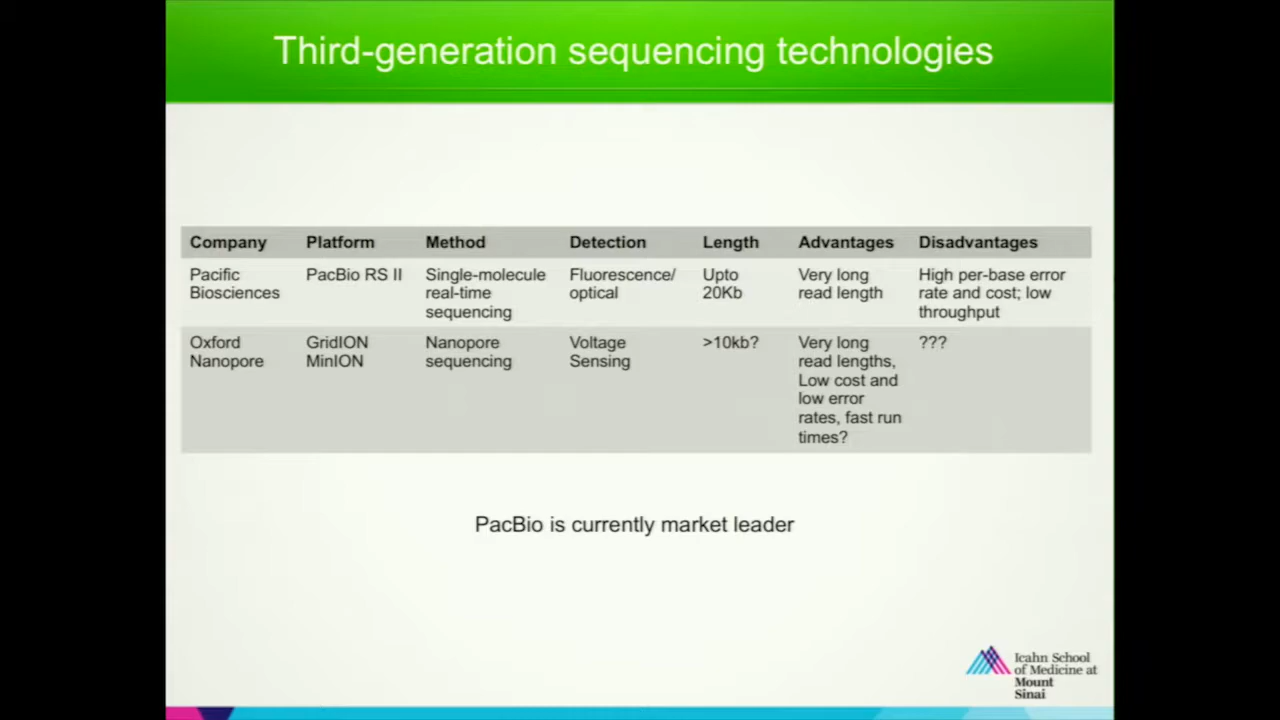 Third-generation sequencing technologies
Company Platform Method Detection Length Advantages Disadvantages
Pacific PacBio RS II Single-molecule Fluorescence/ Upto Very long High per-base error
Biosciences real-time optical 20Kb read length rate and cost; low
sequencing throughput
Oxford GridION Nanopore Voltage >10kb? Very long ???
Nanopore MinION sequencing Sensing read lengths,
Low cost and
low error
rates, fast run
times?
PacBio is currently market leader
Icahn School
of Medicine at
Mount
Sinai